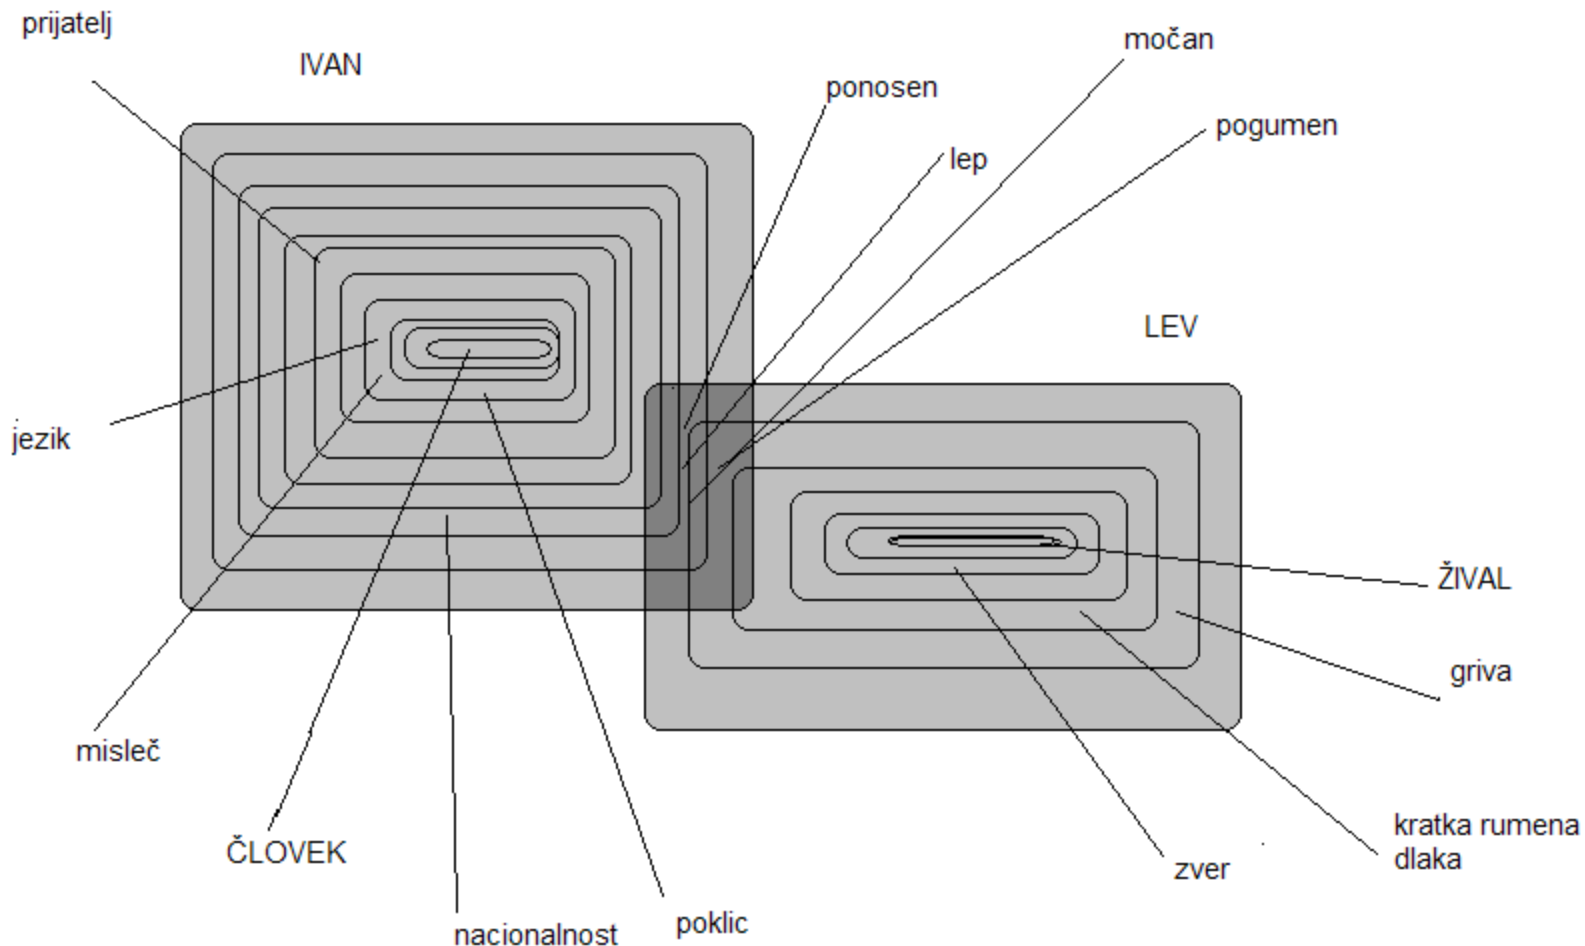 prijatelj
IVAN
močan
ponosen
pogumen
lep
LEV
jezik
ŽIVAL
griva
misleč
kratka rumena
dlaka
ČLOVEK
zver
poklic
nacionalnost